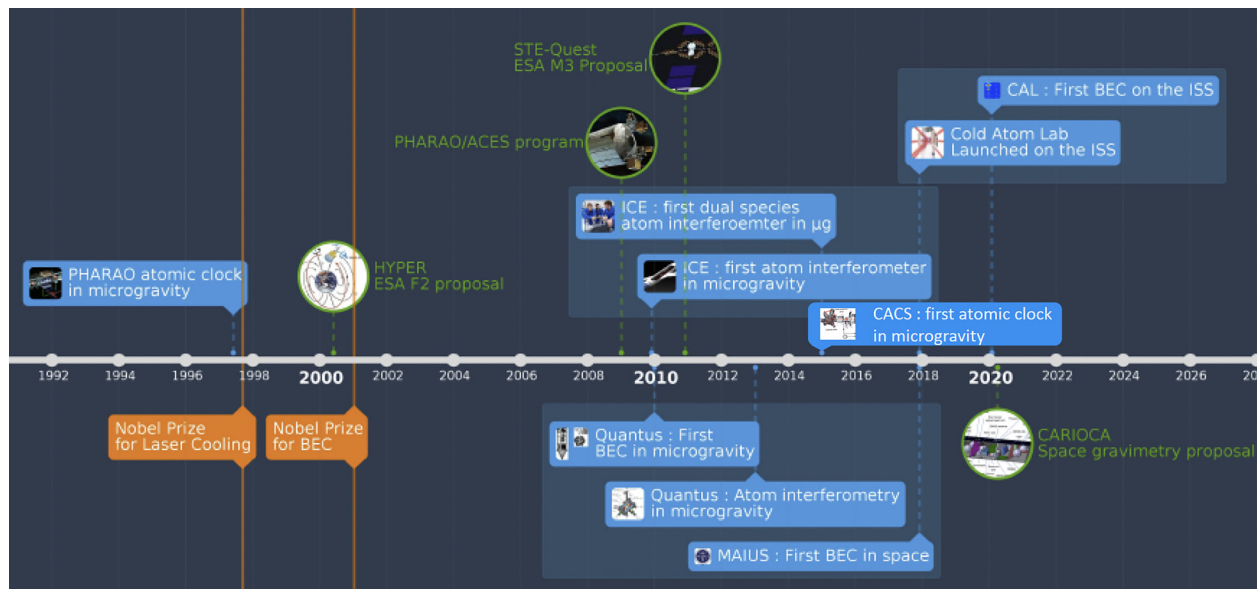 STE-Quest
ESA M3 Proposal
CAL : First BEC on the ISS
PHARAO/ACES program
Cold Atom Lab
Launched on the ISS
ICE : first dual species
atom interferoemter in µg
HYPER
ESA F2 proposal
PHARAO atomic clock
in microgravity
ICE : first atom interferometer
in microgravity
CACS : first atomic clock
in microgravity
1992 1994 1996 1998 2000 2002 2004 2006 2008 2010 2012 2014 2016 2018 2020 2022 2024 2026 20
Nobel Prize
for Laser Cooling
Nobel Prize
for BEC
Quantus : First
BEC in microgravity
CARIOCA
Space gravimetry proposal
Quantus : Atom interferometry
in microgravity
MAIUS : First BEC in space